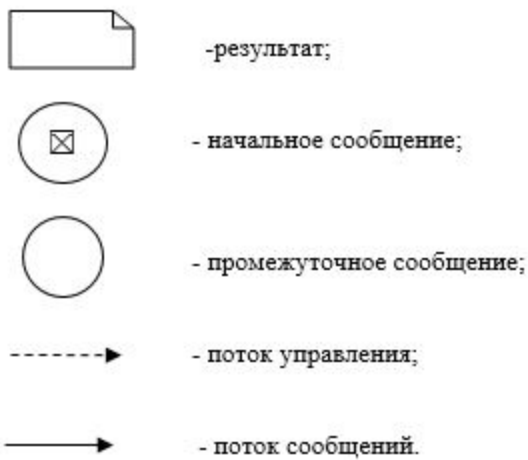 -результат;
- начальное сообщение;
- промежуточное сообщение;
- поток управления;
- поток сообщений.